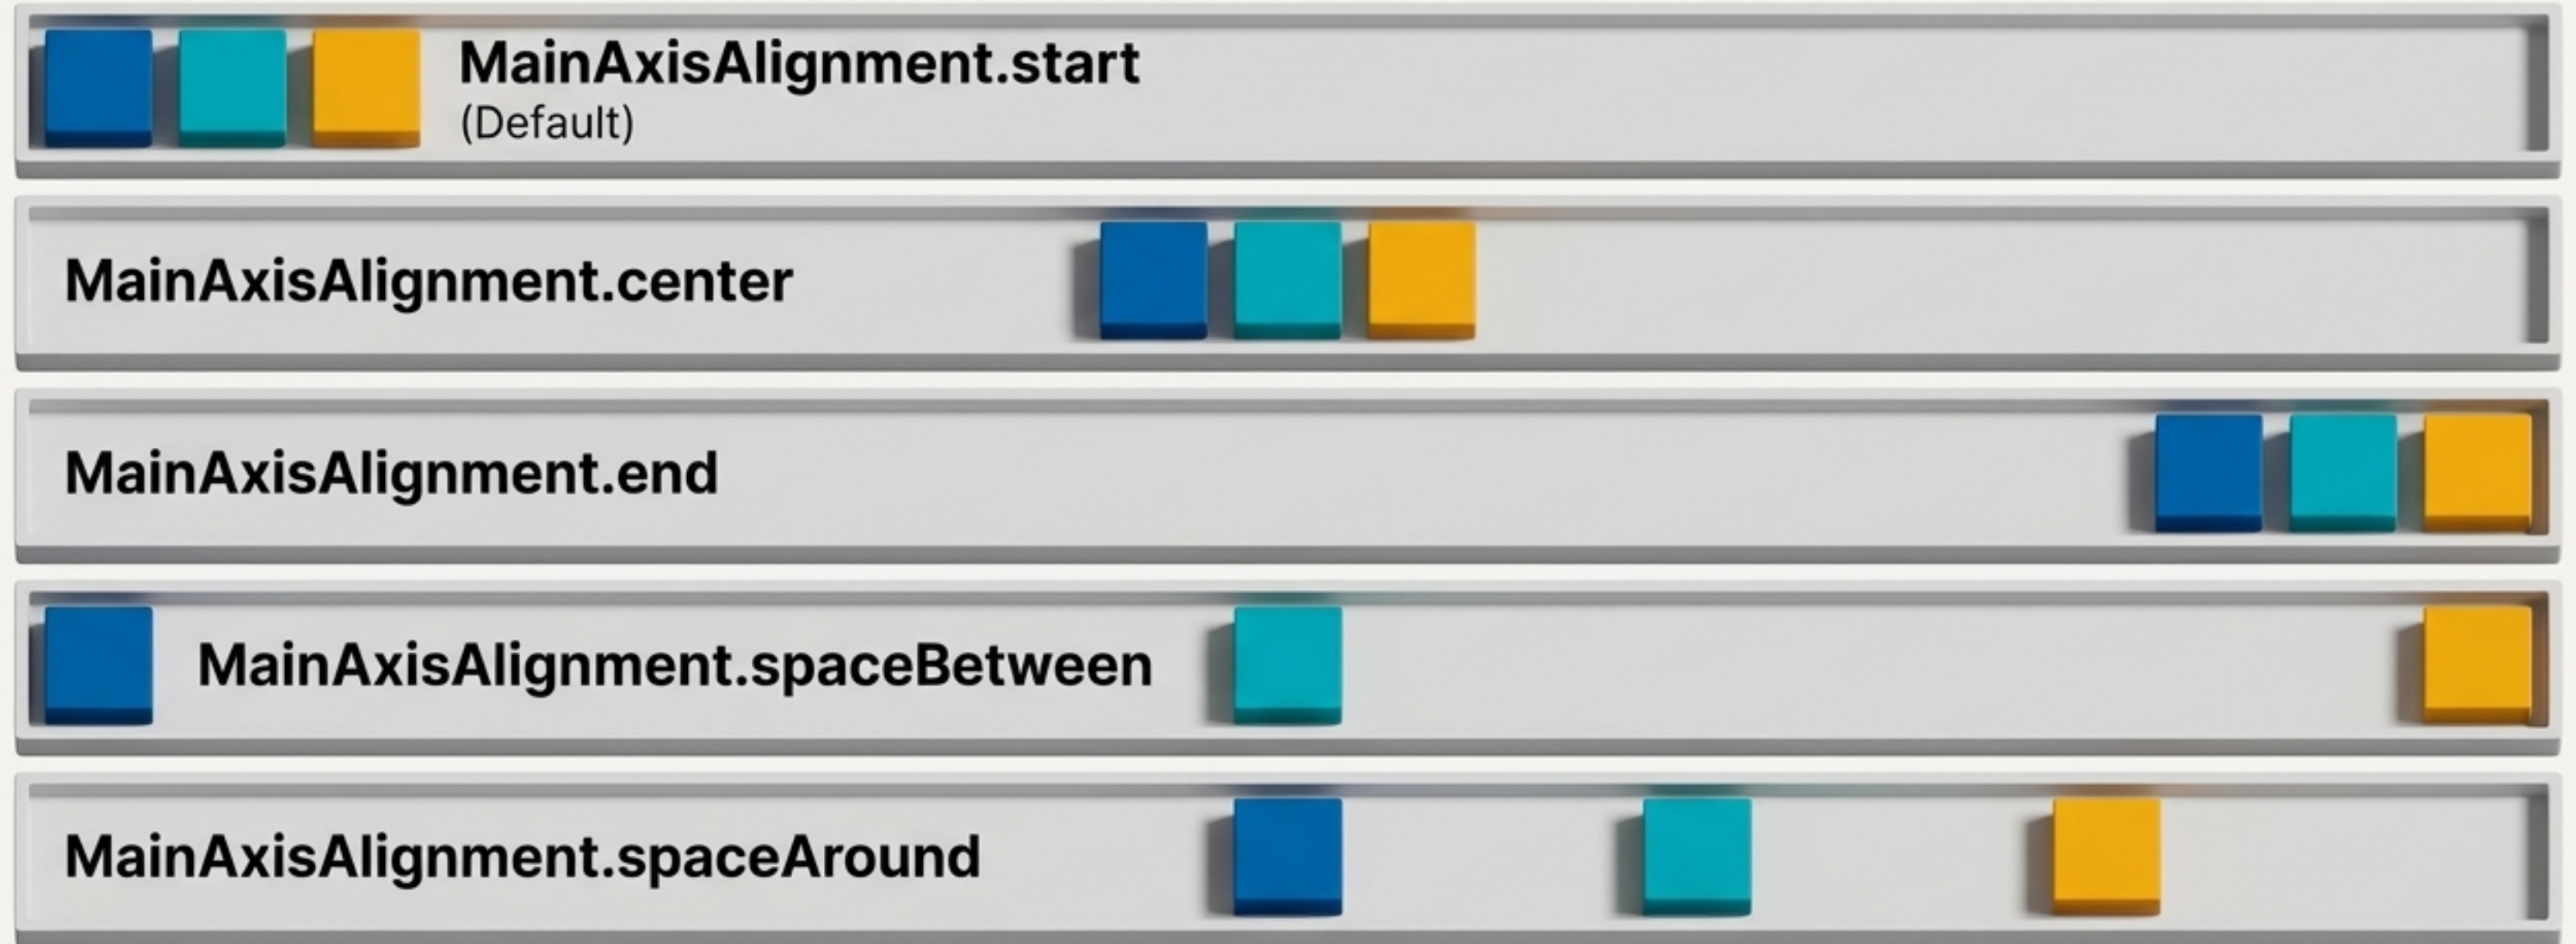 MainAxisAlignment.start
(Default)
MainAxisAlignment.center
MainAxisAlignment.end
MainAxisAlignment.spaceBetween
MainAxisAlignment.spaceAround